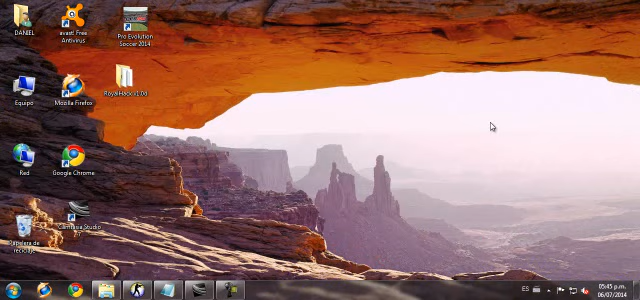 DANIEL
avast! Free
Antivirus
Pro Evolution
Soccer 2014
Equipo
Mozilla Firefox
RoyalHack v1.0d
Red
Google Chrome
Papelera de
reciclaje
Camtasia Studio
ES
05:45 p.m.
06/07/2014